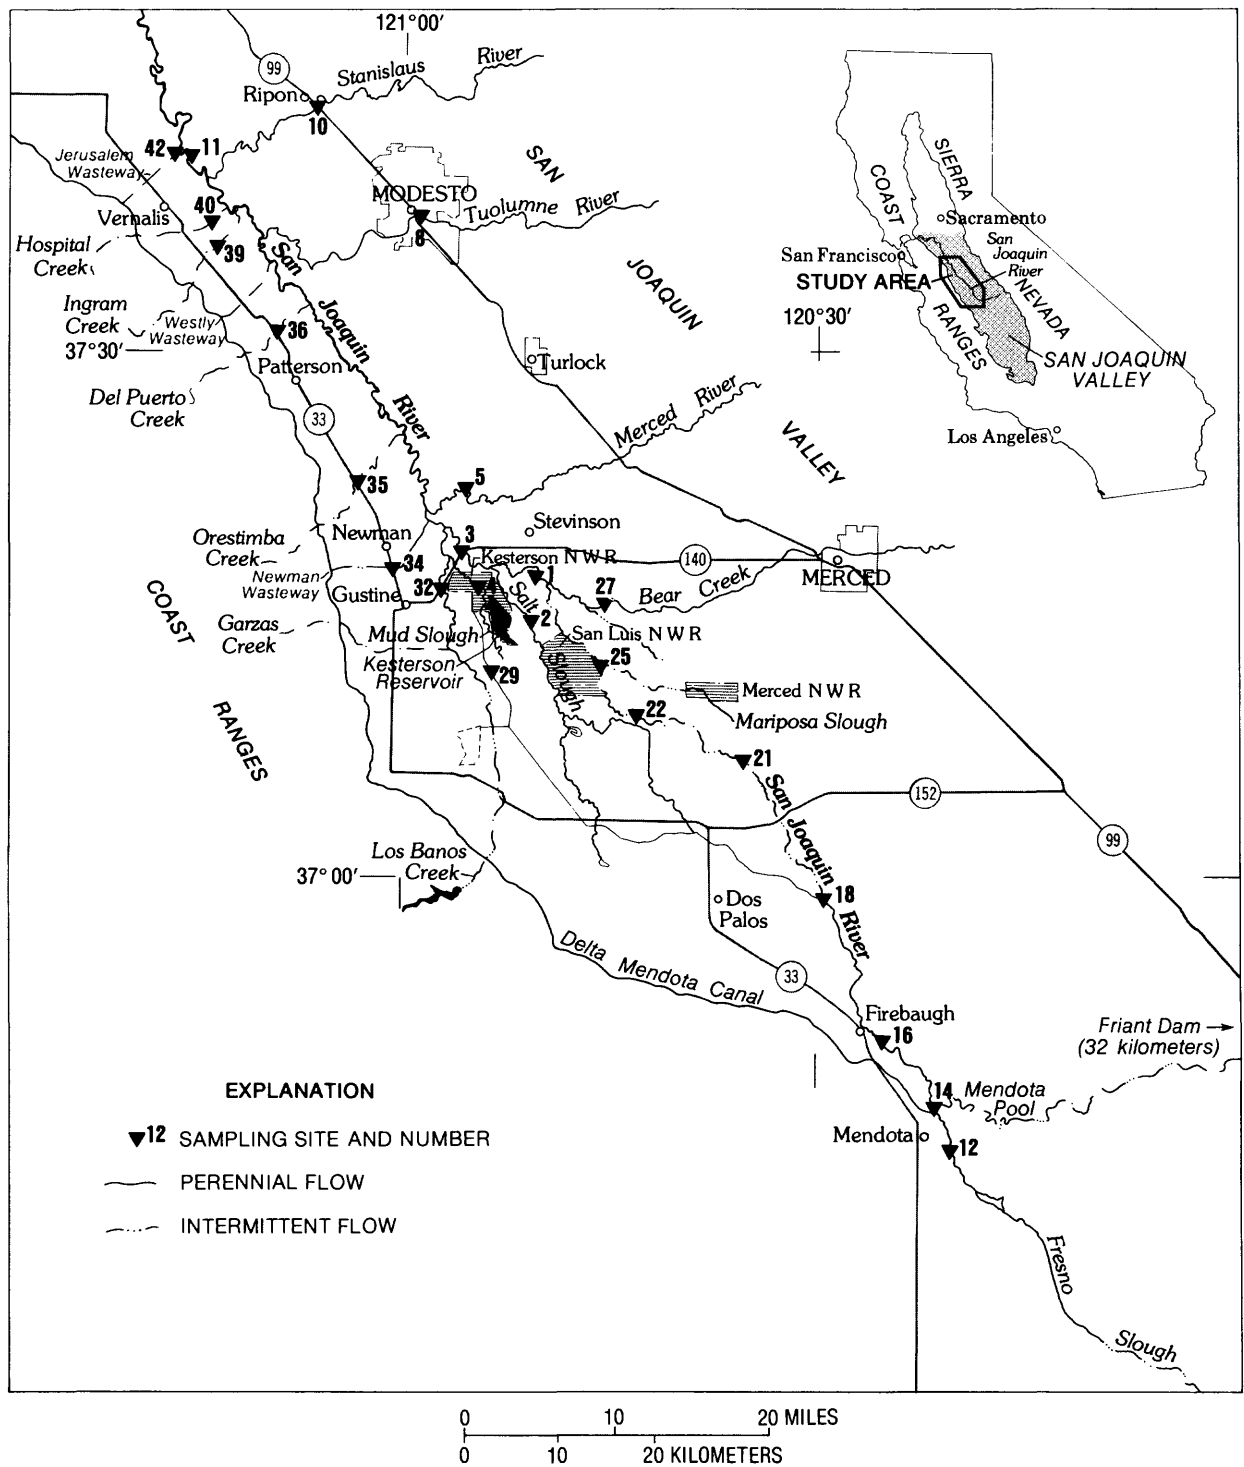 121°00′
99
Stanislaus River
Ripon
10
42
11
Jerusalem
Wasteway
SAN
MODESTO
Vernalis
40
Tuolumne River
8
Hospital
Creek
39
San
JOAQUIN
Ingram
Creek
Westly
Wasteway
36
Joaquin
37°30′
Patterson
Turlock
Del Puerto
Creek
33
River
Merced River
VALLEY
35
5
Orestimba
Creek
Newman
Stevinson
3
34
Kesterson NWR
140
MERCED
Newman
Wasteway
Gustine
32
4
1
27
Bear Creek
COAST
Garzas
Creek
Salt
2
Mud Slough
San Luis NWR
Kesterson
Reservoir
29
Slough
25
Merced NWR
22
Mariposa Slough
RANGES
21
San
152
Joaquin
99
Los Banos
Creek
37°00′
18
Dos
Palos
River
Delta Mendota Canal
33
Firebaugh
16
Friant Dam
(32 kilometers)
14
Mendota
Pool
Mendota
12
Fresno
Slough
SIERRA
COAST
Sacramento
San Francisco
San
Joaquin
River
STUDY AREA
NEVADA
120°30′
RANGES
SAN JOAQUIN
VALLEY
Los Angeles
EXPLANATION
12 SAMPLING SITE AND NUMBER
PERENNIAL FLOW
INTERMITTENT FLOW
0 10 20 MILES
0 10 20 KILOMETERS